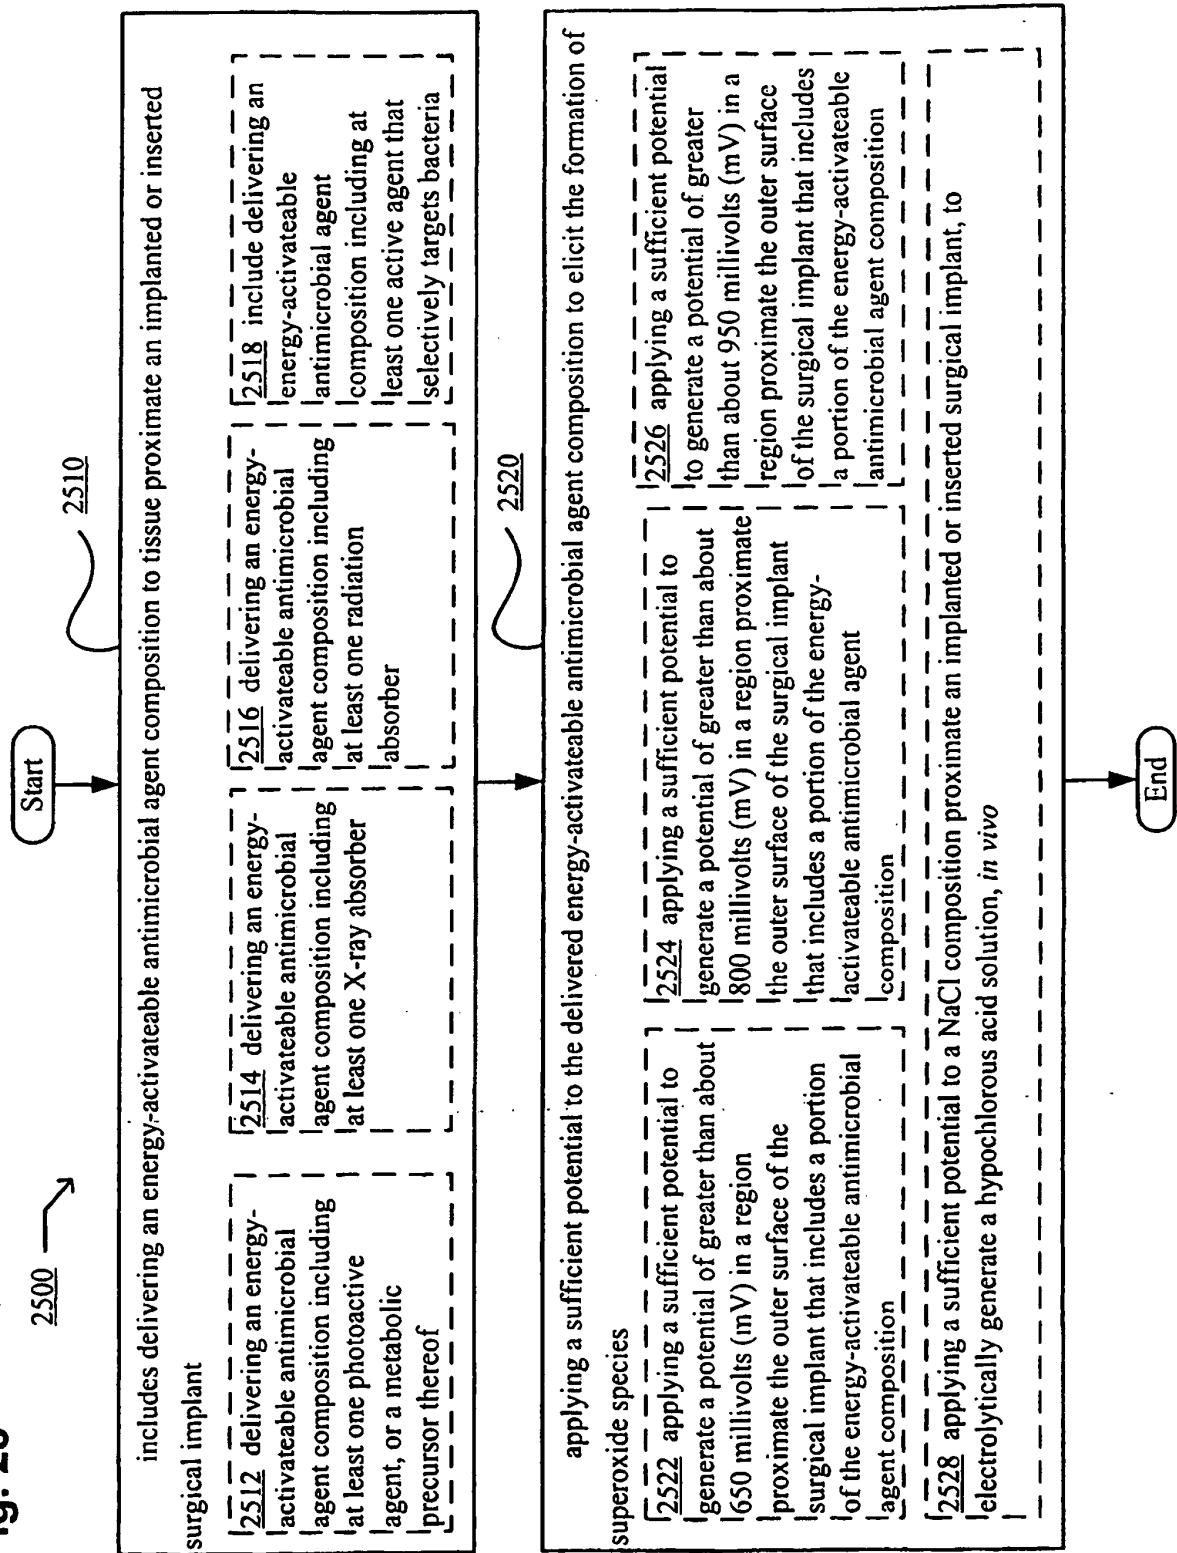 2500
Start
2510
includes delivering an energy-activateable antimicrobial agent composition to tissue proximate an implanted or inserted
surgical implant
2512 delivering an energy-
activateable antimicrobial
agent composition including
at least one photoactive
agent, or a metabolic
precursor thereof
2514 delivering an energy-
activateable antimicrobial
agent composition including
at least one X-ray absorber
2516 delivering an energy-
activateable antimicrobial
agent composition including
at least one radiation
absorber
2518 include delivering an
energy-activateable
antimicrobial agent
composition including at
least one active agent that
selectively targets bacteria
2520
applying a sufficient potential to the delivered energy-activateable antimicrobial agent composition to elicit the formation of
superoxide species
2522 applying a sufficient potential to
generate a potential of greater than about
650 millivolts (mV) in a region
proximate the outer surface of the
surgical implant that includes a portion
of the energy-activateable antimicrobial
agent composition
2524 applying a sufficient potential to
generate a potential of greater than about
800 millivolts (mV) in a region proximate
the outer surface of the surgical implant
that includes a portion of the energy-
activateable antimicrobial agent
composition
2526 applying a sufficient potential
to generate a potential of greater
than about 950 millivolts (mV) in a
region proximate the outer surface
of the surgical implant that includes
a portion of the energy-activateable
antimicrobial agent composition
2528 applying a sufficient potential to a NaCl composition proximate an implanted or inserted surgical implant, to
electrolytically generate a hypochlorous acid solution, in vivo
End